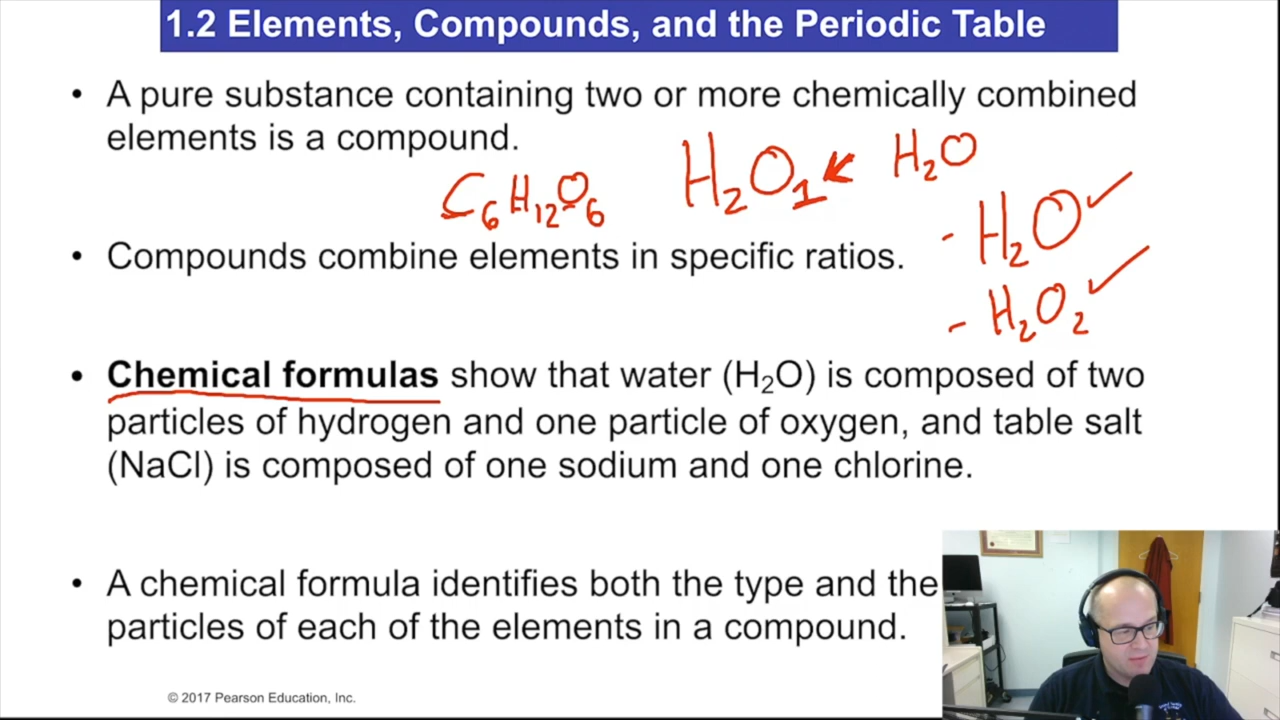 1.2 Elements, Compounds, and the Periodic Table
• A pure substance containing two or more chemically combined
elements is a compound.
C₆H₁₂O₆ H₂O₁ H₂O
- H₂O ✓
• Compounds combine elements in specific ratios.
- H₂O₂ ✓
• Chemical formulas show that water (H₂O) is composed of two
particles of hydrogen and one particle of oxygen, and table salt
(NaCl) is composed of one sodium and one chlorine.
• A chemical formula identifies both the type and the
particles of each of the elements in a compound.
© 2017 Pearson Education, Inc.